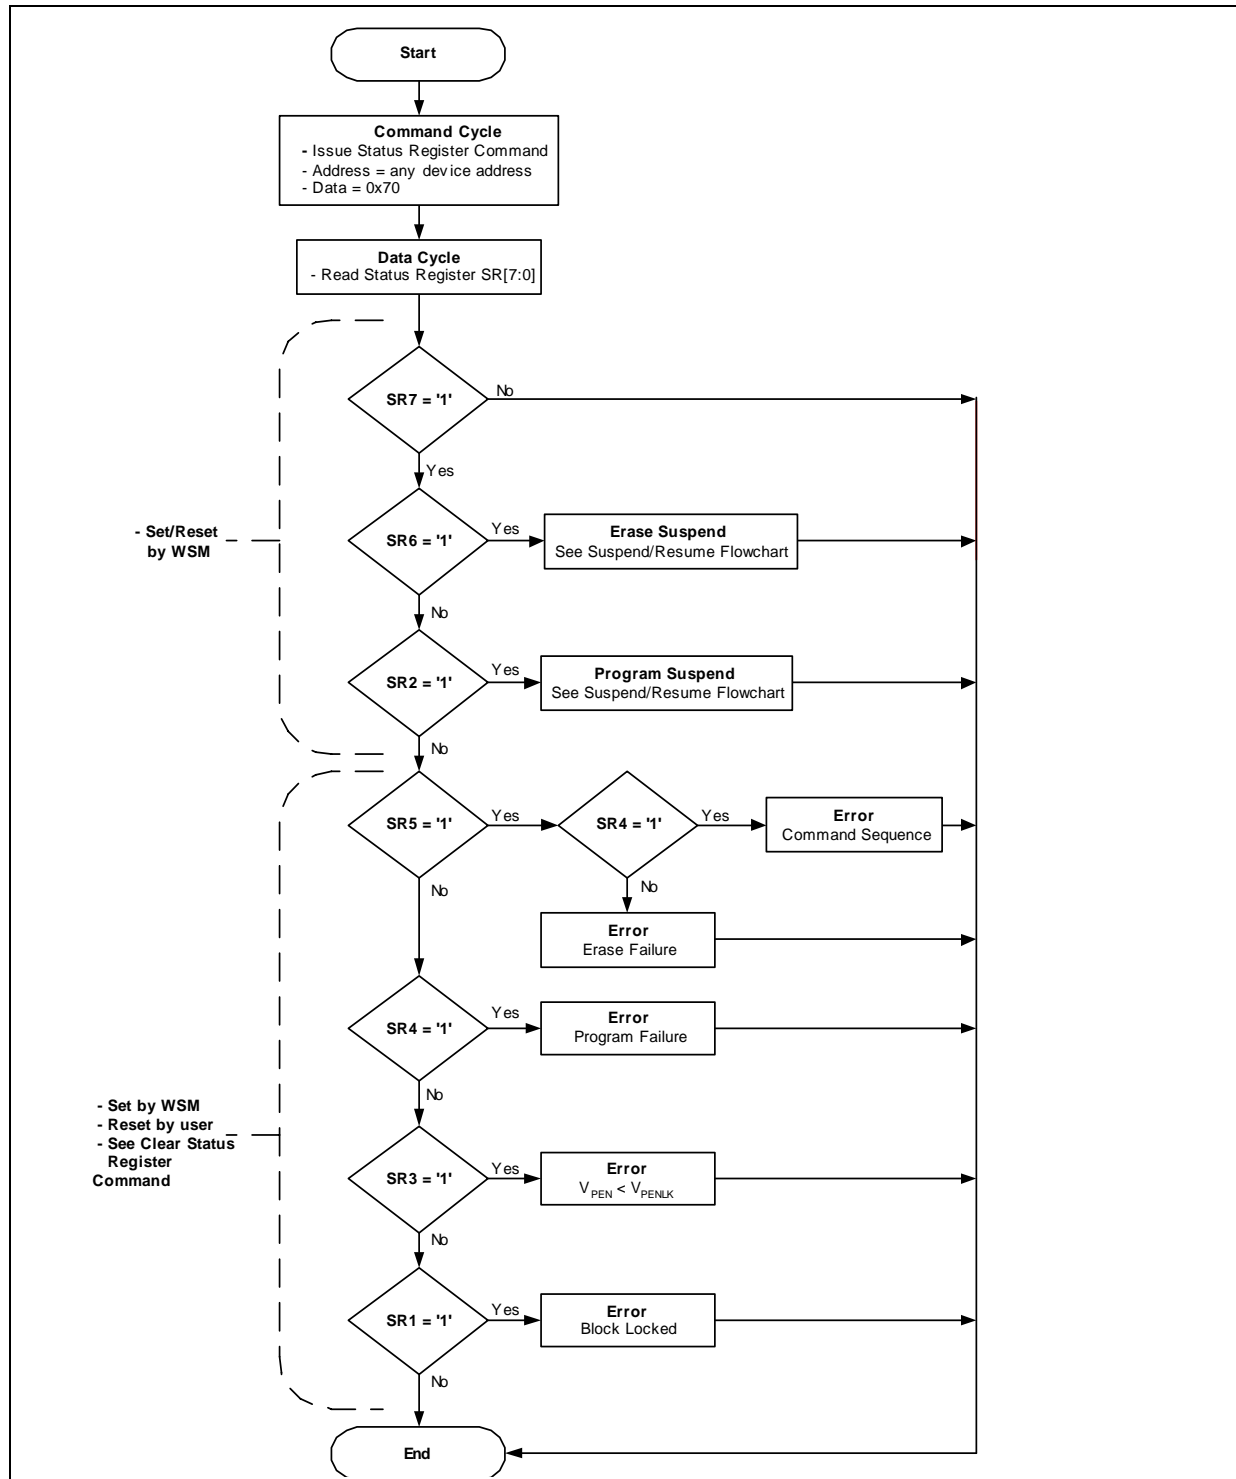 Start
Command Cycle
- Issue Status Register Command
- Address = any device address
- Data = 0x70
Data Cycle
- Read Status Register SR[7:0]
SR7 = '1'
No
Yes
- Set/Reset
by WSM
SR6 = '1'
Yes
Erase Suspend
See Suspend/Resume Flowchart
No
SR2 = '1'
Yes
Program Suspend
See Suspend/Resume Flowchart
No
SR5 = '1'
Yes
SR4 = '1'
Yes
Error
Command Sequence
No
No
Error
Erase Failure
SR4 = '1'
Yes
Error
Program Failure
No
- Set by WSM
- Reset by user
- See Clear Status
Register
Command
SR3 = '1'
Yes
Error
V PEN < V PENLK
No
SR1 = '1'
Yes
Error
Block Locked
No
End